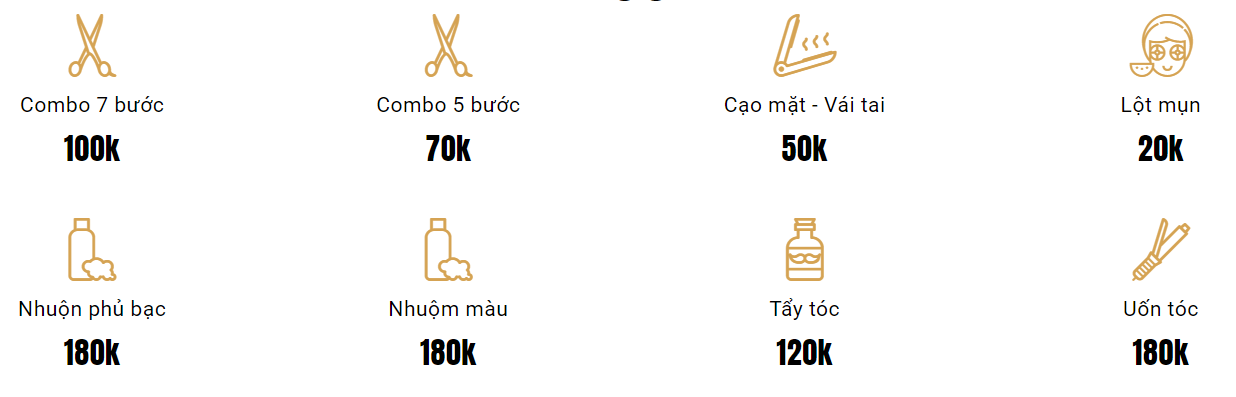 Combo 7 bước
100k
Combo 5 bước
70k
Cạo mặt - Vái tai
50k
Lột mụn
20k
Nhuộn phủ bạc
180k
Nhuộm màu
180k
Tẩy tóc
120k
Uốn tóc
180k